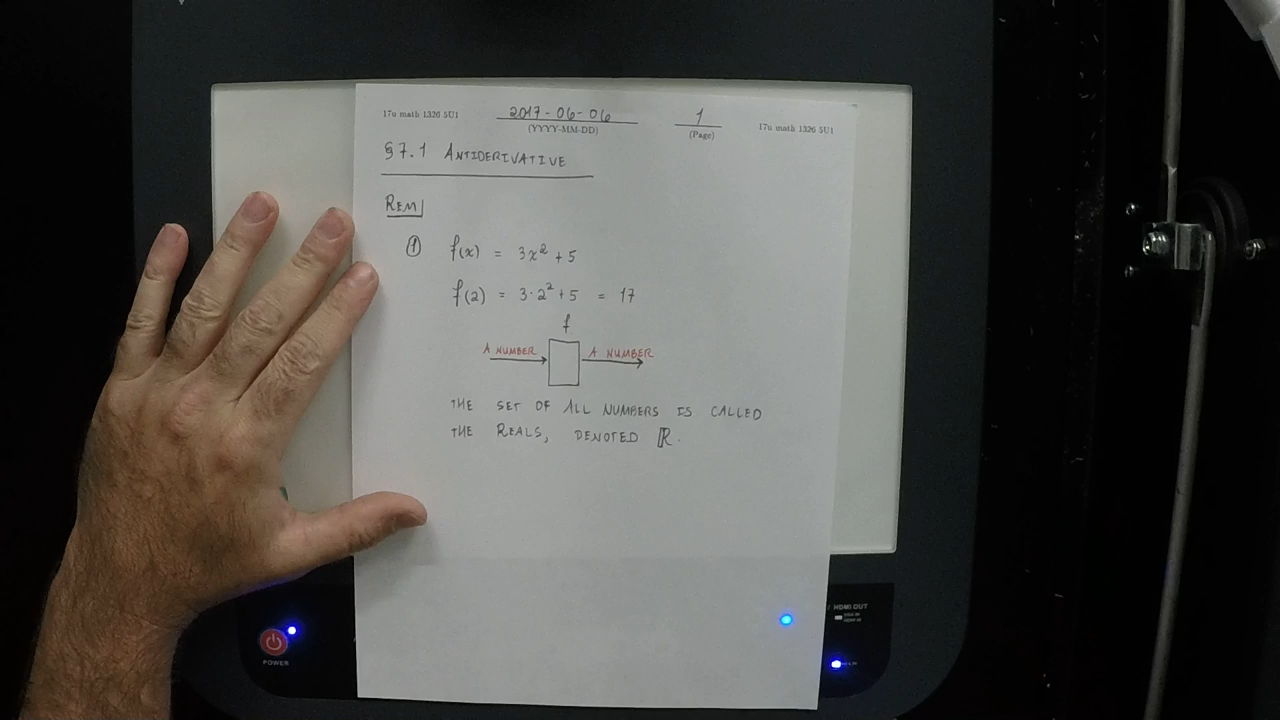 17u math 1326 5U1 2017-06-06 1 17u math 1326 5U1
(YYYY-MM-DD) (Page)
§7.1 ANTIDERIVATIVE
REM
① f(x) = 3x² + 5
f(2) = 3·2² + 5 = 17
f
A NUMBER A NUMBER
THE SET OF ALL NUMBERS IS CALLED
THE REALS, DENOTED ℝ.
HDMI OUT
POWER